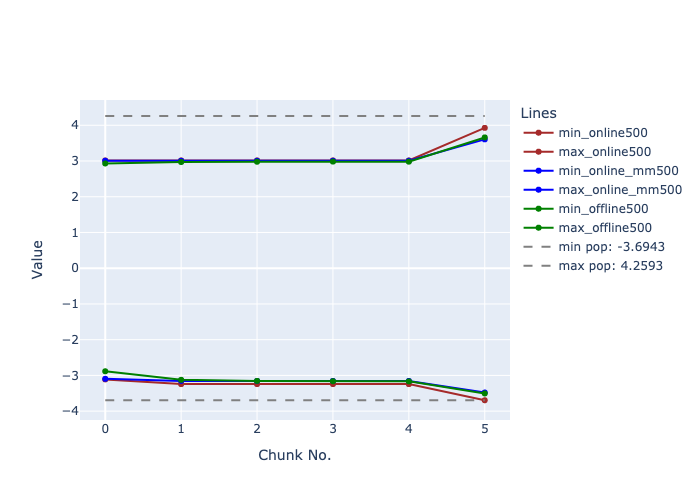 Lines
min_online500
max_online500
min_online_mm500
max_online_mm500
min_offline500
max_offline500
min pop: -3.6943
max pop: 4.2593
Value
4
3
2
1
0
−1
−2
−3
−4
0 1 2 3 4 5
Chunk No.